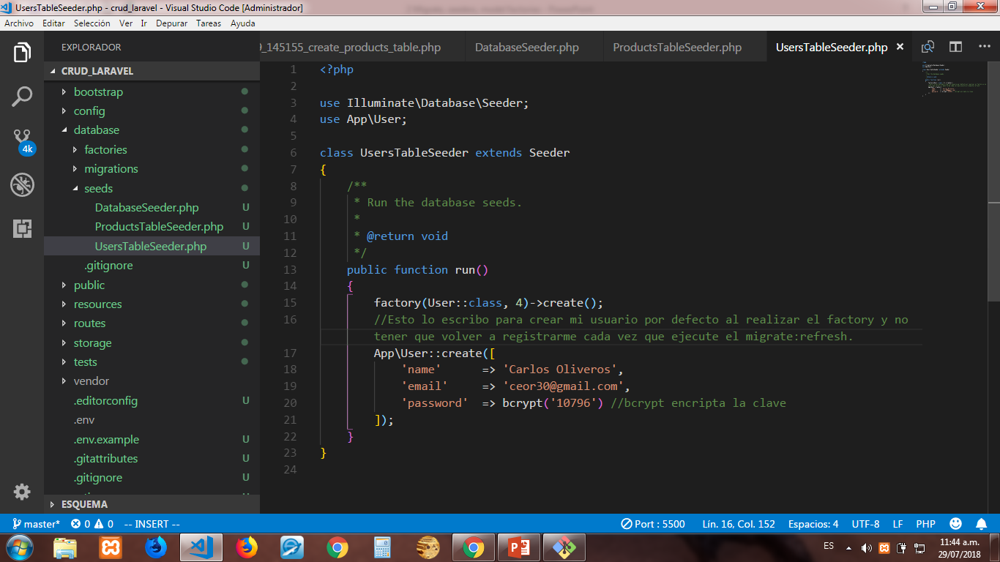 UsersTableSeeder.php - crud_laravel - Visual Studio Code [Administrador]
Archivo Editar Selección Ver Ir Depurar Tareas Ayuda
EXPLORADOR
9_145155_create_products_table.php DatabaseSeeder.php ProductsTableSeeder.php UsersTableSeeder.php
CRUD_LARAVEL
bootstrap
config
database
factories
migrations
seeds
DatabaseSeeder.php U
ProductsTableSeeder.php U
UsersTableSeeder.php U
.gitignore U
public
resources
routes
storage
tests
vendor
.editorconfig U
.env
.env.example U
.gitattributes U
.gitignore U
ESQUEMA
4k
1 <?php
2
3 use Illuminate\Database\Seeder;
4 use App\User;
5
6 class UsersTableSeeder extends Seeder
7 {
8 /**
9 * Run the database seeds.
10 *
11 * @return void
12 */
13 public function run()
14 {
15 factory(User::class, 4)->create();
16 //Esto lo escribo para crear mi usuario por defecto al realizar el factory y no
tener que volver a registrarme cada vez que ejecute el migrate:refresh.
17 App\User::create([
18 'name' => 'Carlos Oliveros',
19 'email' => 'ceor30@gmail.com',
20 'password' => bcrypt('10796') //bcrypt encripta la clave
21 ]);
22 }
23 }
24
master* 0 0 -- INSERT -- Port : 5500 Lín. 16, Col. 152 Espacios: 4 UTF-8 LF PHP
ES 11:44 a.m.
29/07/2018